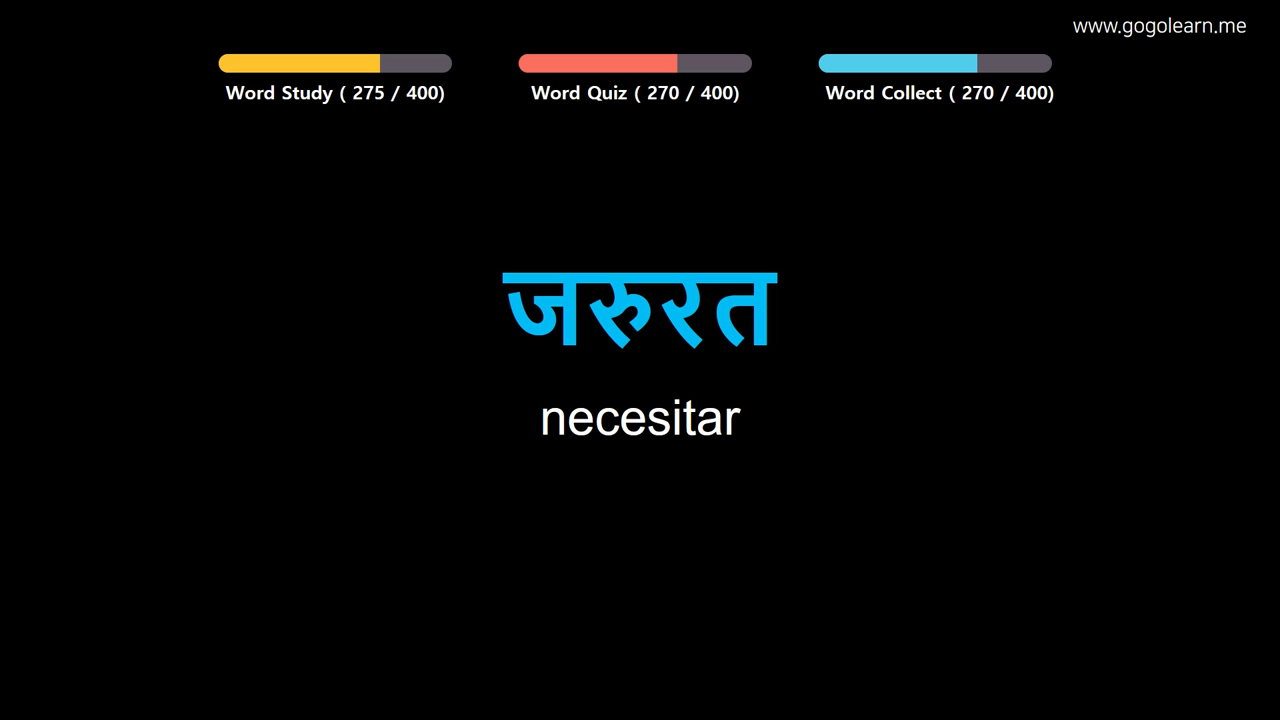 www.gogolearn.me
Word Study ( 275 / 400)
Word Quiz ( 270 / 400)
Word Collect ( 270 / 400)
जरुरत
necesitar